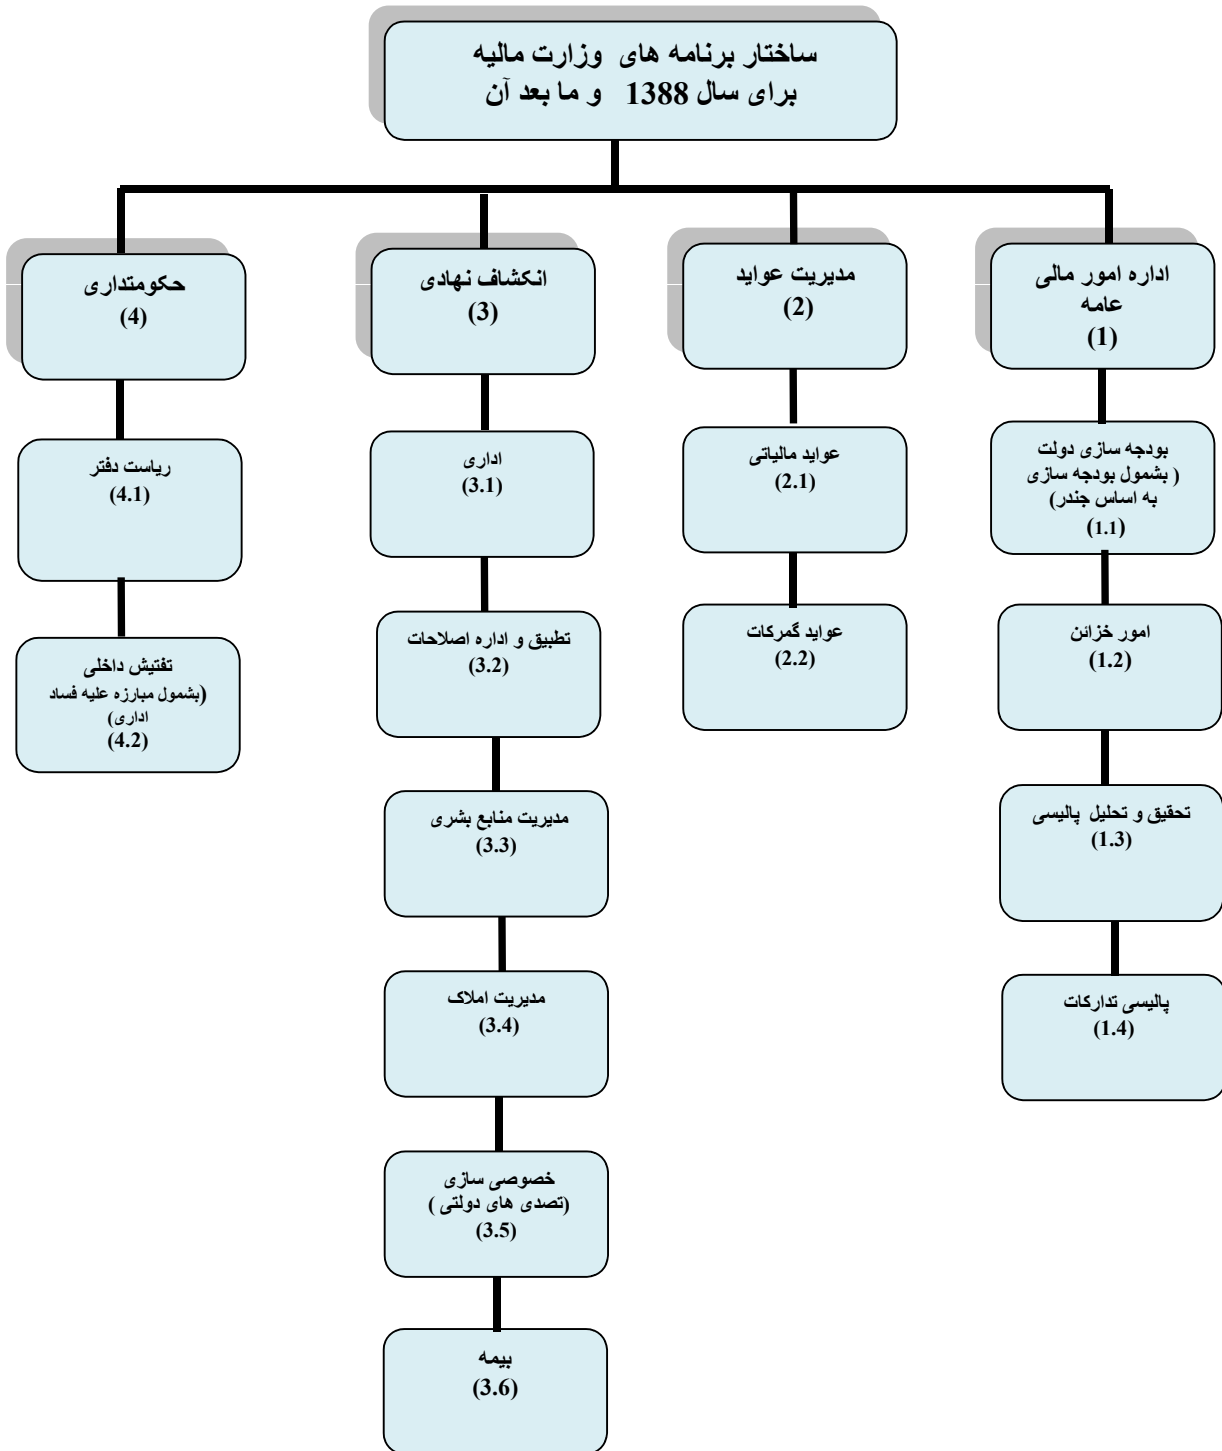 ساختار برنامه های وزارت مالیه
برای سال 1388 و ما بعد آن
اداره امور مالی
عامه
(1)
بودجه سازی دولت
( بشمول بودجه سازی
به اساس جندر)
(1.1)
امور خزائن
(1.2)
تحقیق و تحلیل پالیسی
(1.3)
پالیسی تدارکات
(1.4)
مدیریت عواید
(2)
عواید مالیاتی
(2.1)
عواید گمرکات
(2.2)
انکشاف نهادی
(3)
اداری
(3.1)
تطبیق و اداره اصلاحات
(3.2)
مدیریت منابع بشری
(3.3)
مدیریت املاک
(3.4)
خصوصی سازی
(تصدی های دولتی )
(3.5)
بیمه
(3.6)
حکومتداری
(4)
ریاست دفتر
(4.1)
تفتیش داخلی
(بشمول مبارزه علیه فساد
اداری)
(4.2)